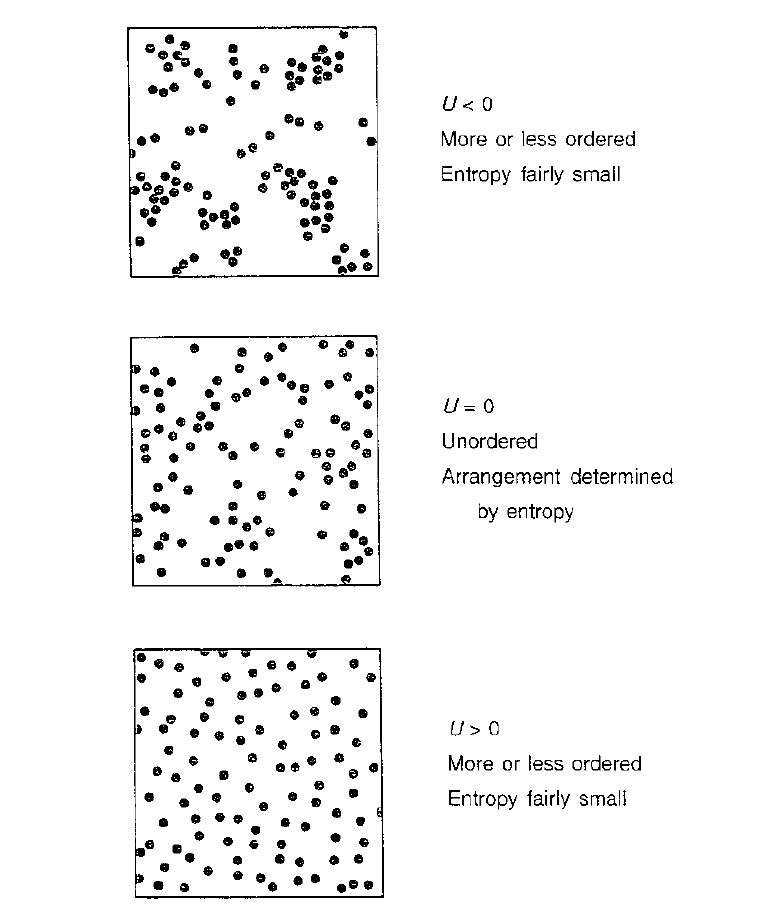 U < 0
More or less ordered
Entropy fairly small
U = 0
Unordered
Arrangement determined
by entropy
U > 0
More or less ordered
Entropy fairly small